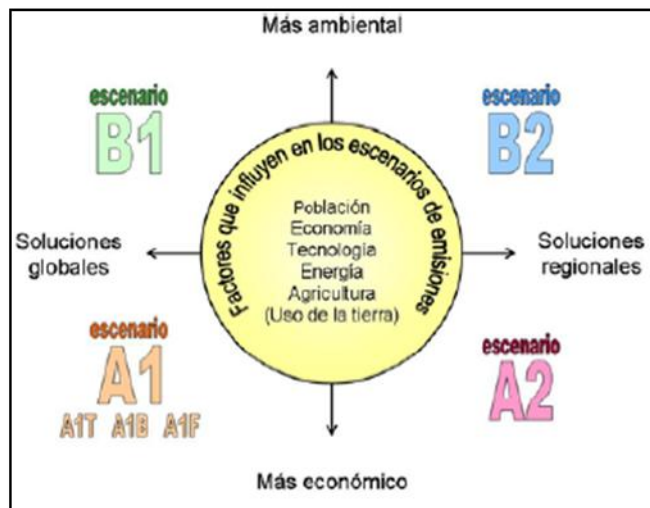 Más ambiental
escenario
B1
escenario
B2
Factores que influyen en los escenarios de emisiones
Población
Economía
Tecnología
Energía
Agricultura
(Uso de la tierra)
Soluciones
globales
Soluciones
regionales
escenario
A1
A1T A1B A1F
escenario
A2
Más económico